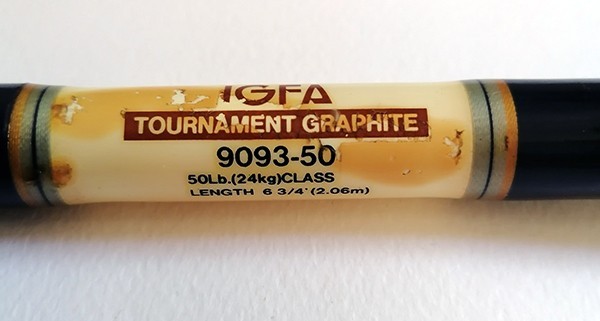 IGFA
TOURNAMENT GRAPHITE
9093-50
50Lb.(24kg)CLASS
LENGTH 6 3/4' (2.06m)